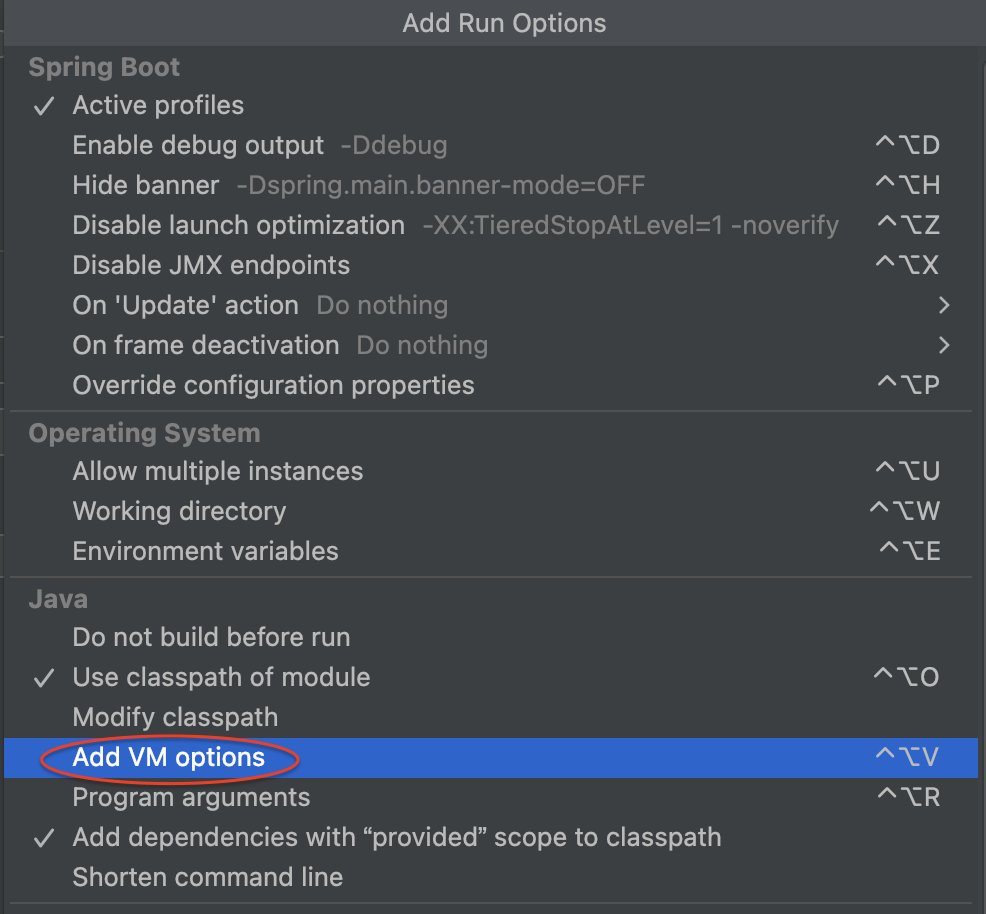 Add Run Options
Spring Boot
✓ Active profiles
Enable debug output -Ddebug ^⌥D
Hide banner -Dspring.main.banner-mode=OFF ^⌥H
Disable launch optimization -XX:TieredStopAtLevel=1 -noverify ^⌥Z
Disable JMX endpoints ^⌥X
On 'Update' action Do nothing >
On frame deactivation Do nothing >
Override configuration properties ^⌥P
Operating System
Allow multiple instances ^⌥U
Working directory ^⌥W
Environment variables ^⌥E
Java
Do not build before run
✓ Use classpath of module ^⌥O
Modify classpath
Add VM options ^⌥V
Program arguments ^⌥R
✓ Add dependencies with “provided” scope to classpath
Shorten command line